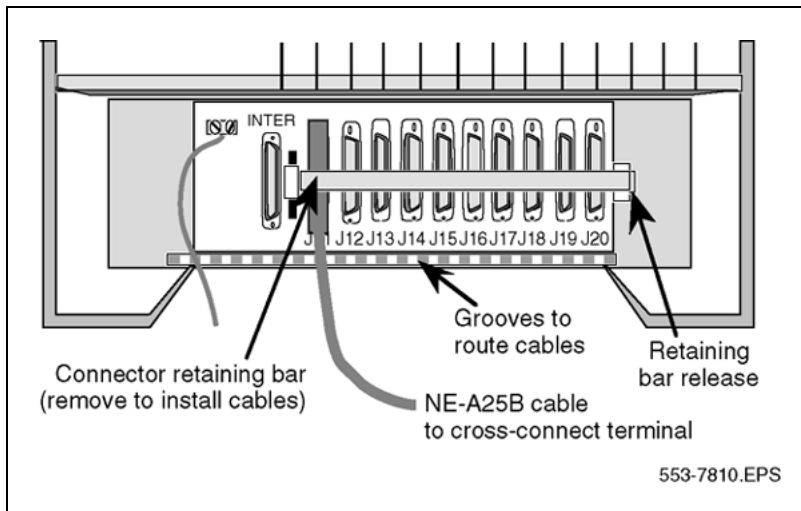 INTER
J12 J13 J14 J15 J16 J17 J18 J19 J20
Grooves to
route cables
Retaining
bar release
Connector retaining bar
(remove to install cables)
NE-A25B cable
to cross-connect terminal
553-7810.EPS